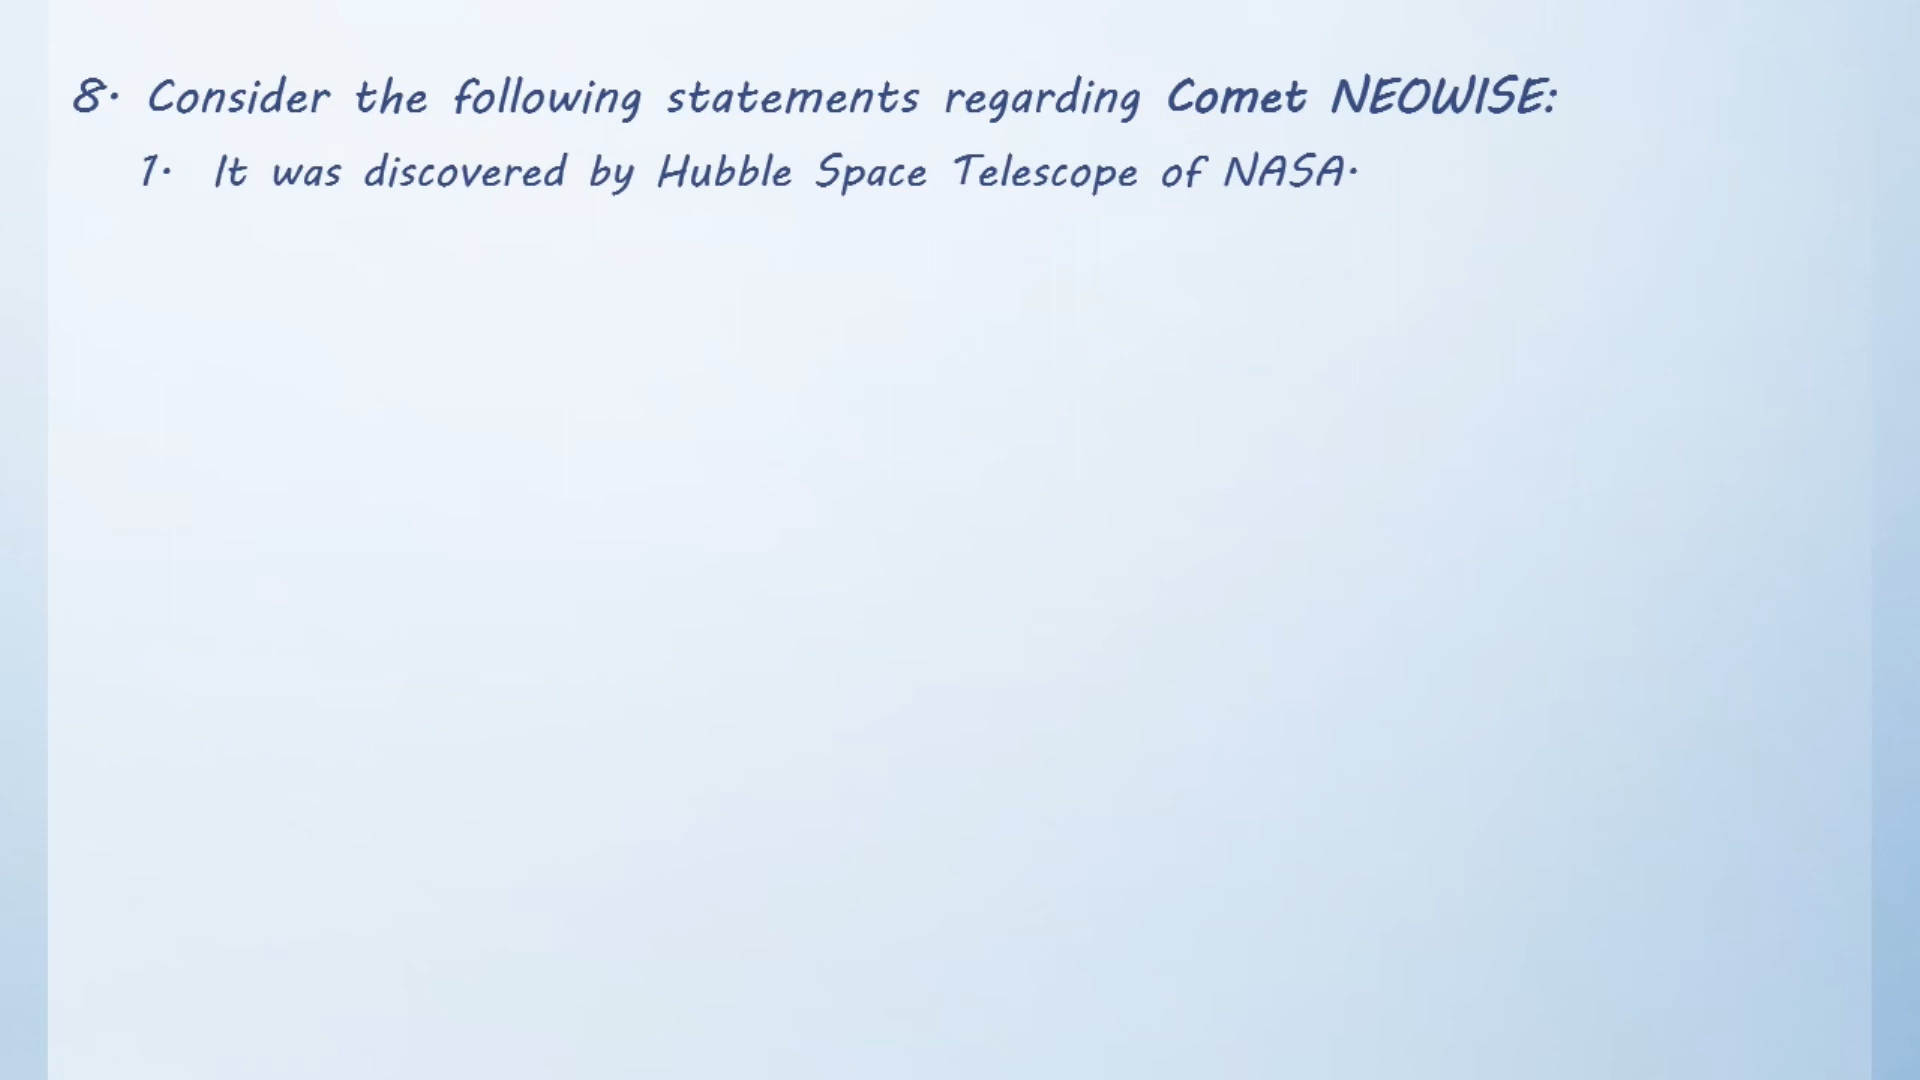 8. Consider the following statements regarding Comet NEOWISE:
1. It was discovered by Hubble Space Telescope of NASA.